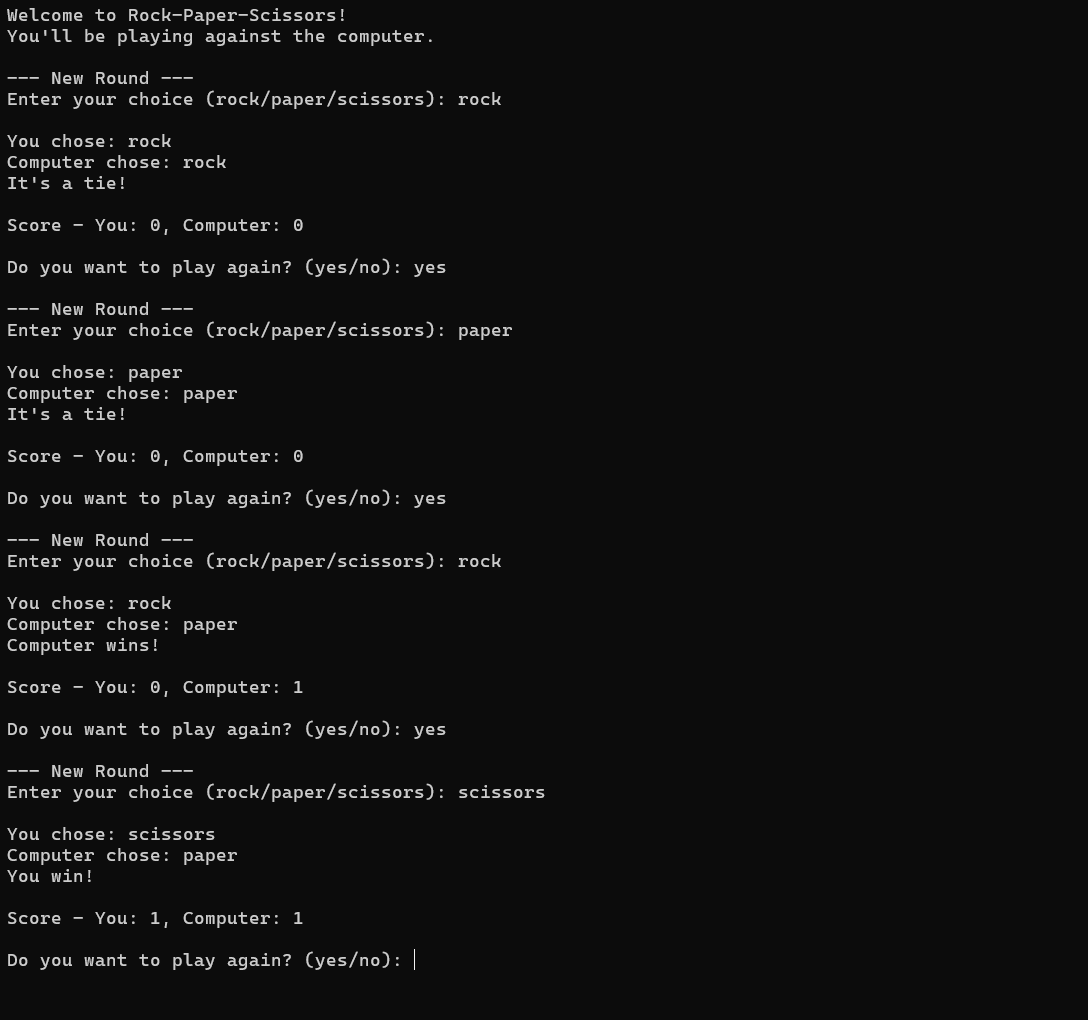 Welcome to Rock-Paper-Scissors!
You'll be playing against the computer.
--- New Round ---
Enter your choice (rock/paper/scissors): rock
You chose: rock
Computer chose: rock
It's a tie!
Score - You: 0, Computer: 0
Do you want to play again? (yes/no): yes
--- New Round ---
Enter your choice (rock/paper/scissors): paper
You chose: paper
Computer chose: paper
It's a tie!
Score - You: 0, Computer: 0
Do you want to play again? (yes/no): yes
--- New Round ---
Enter your choice (rock/paper/scissors): rock
You chose: rock
Computer chose: paper
Computer wins!
Score - You: 0, Computer: 1
Do you want to play again? (yes/no): yes
--- New Round ---
Enter your choice (rock/paper/scissors): scissors
You chose: scissors
Computer chose: paper
You win!
Score - You: 1, Computer: 1
Do you want to play again? (yes/no):